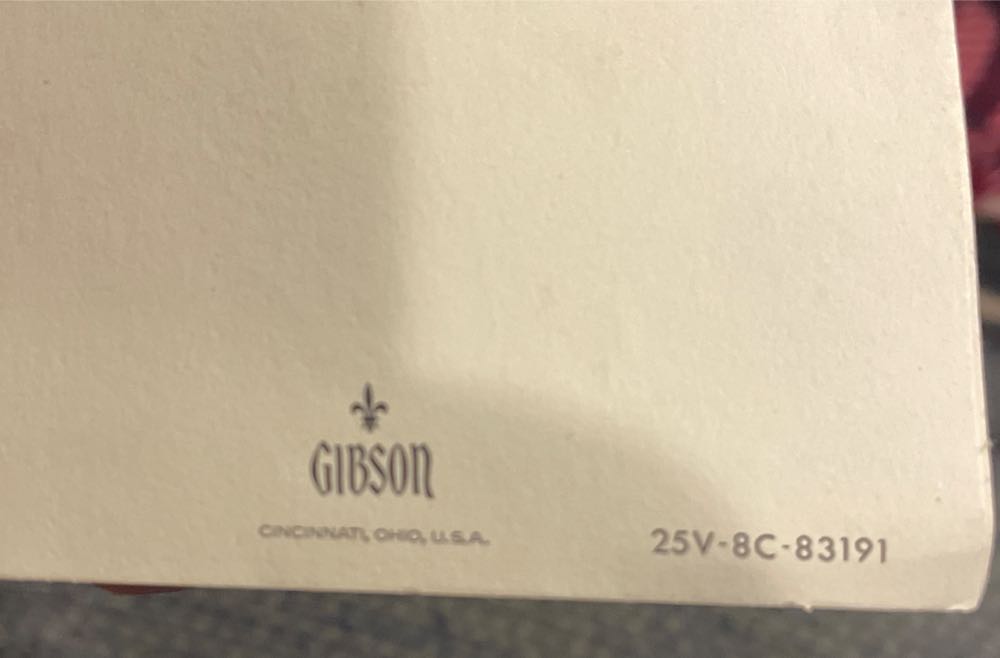 GIBSON
CINCINNATI, OHIO, U.S.A.
25V-8C-83191